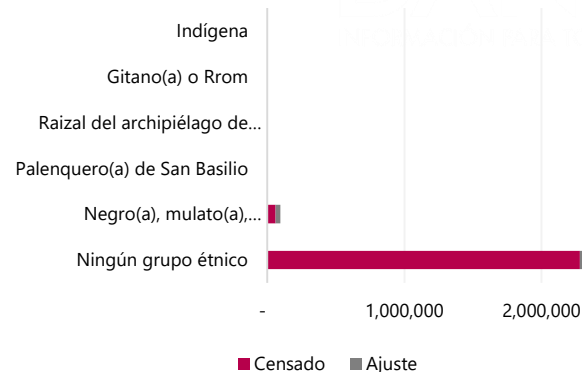 Indígena
Gitano(a) o Rrom
Raizal del archipiélago de...
Palenquero(a) de San Basilio
Negro(a), mulato(a),...
Ningún grupo étnico
- 1,000,000 2,000,000
Censado Ajuste